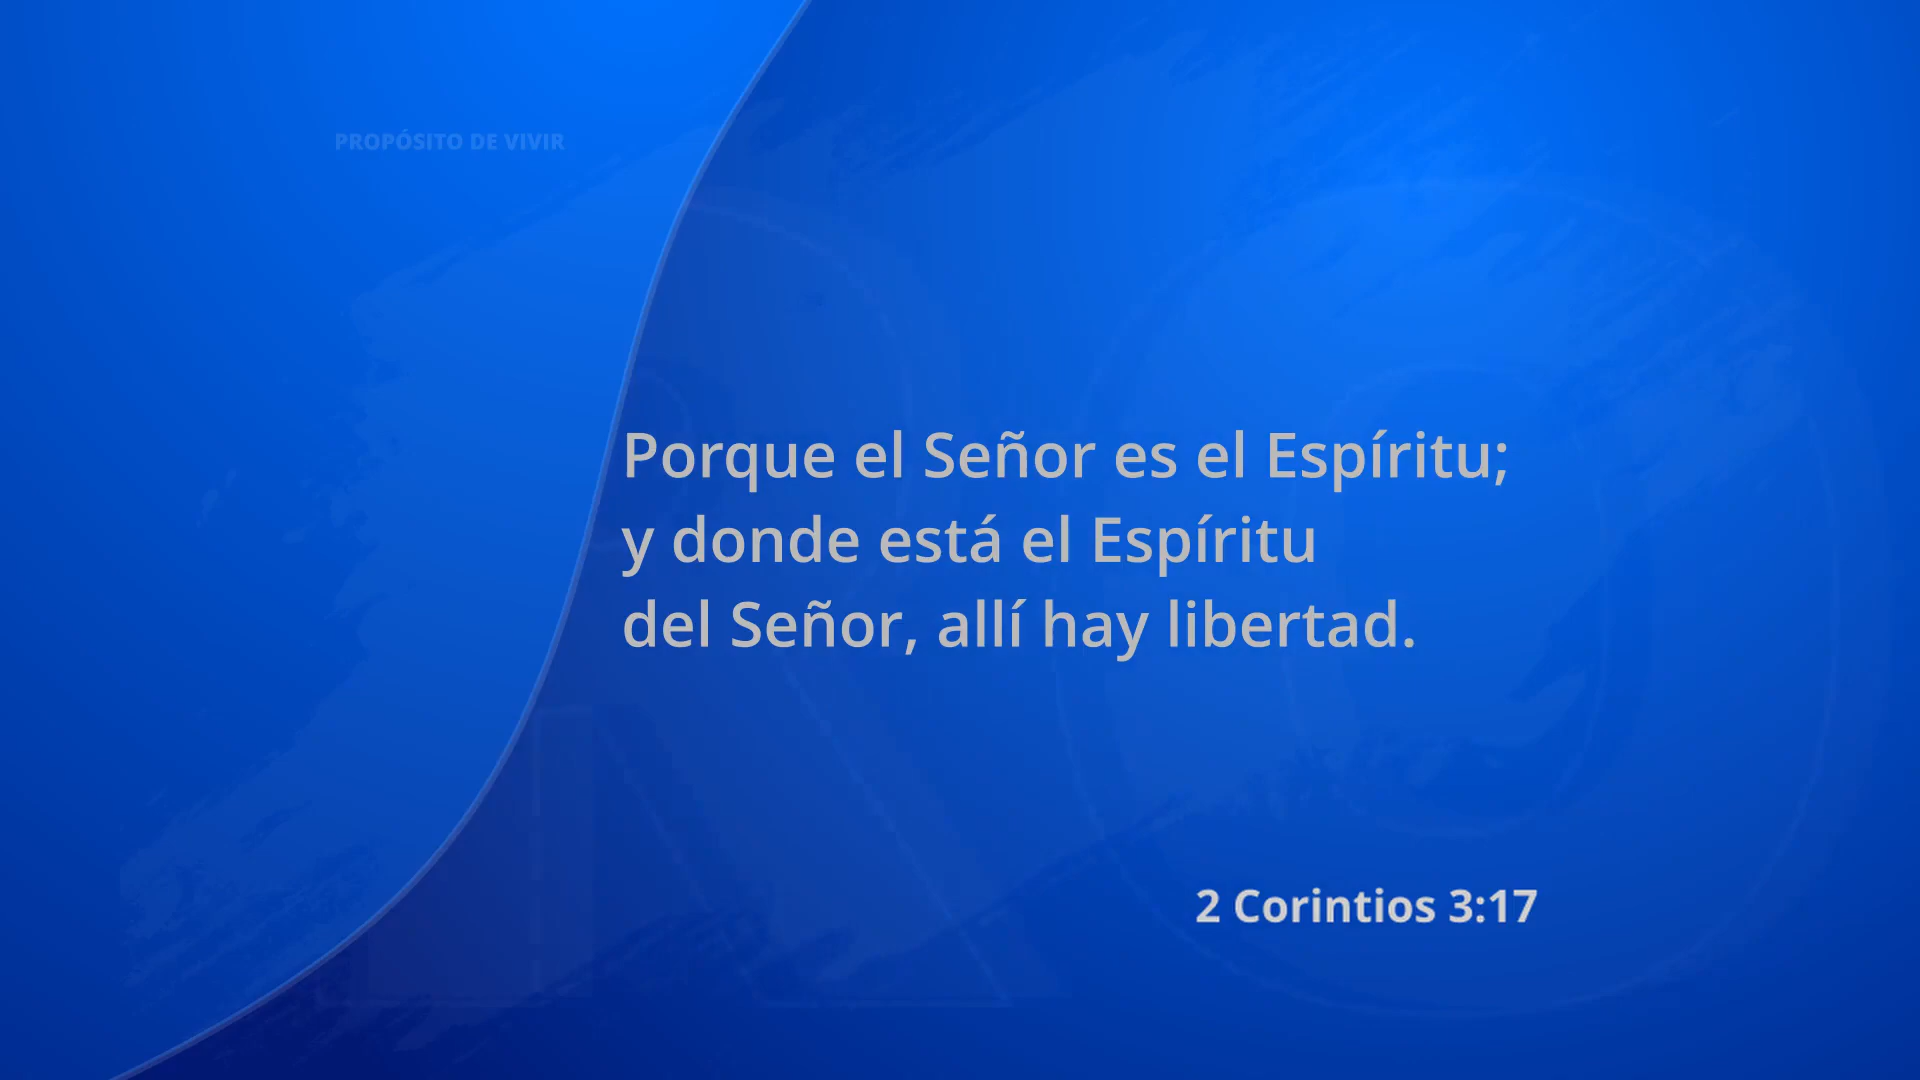 PROPÓSITO DE VIVIR
Porque el Señor es el Espíritu;
y donde está el Espíritu
del Señor, allí hay libertad.
2 Corintios 3:17